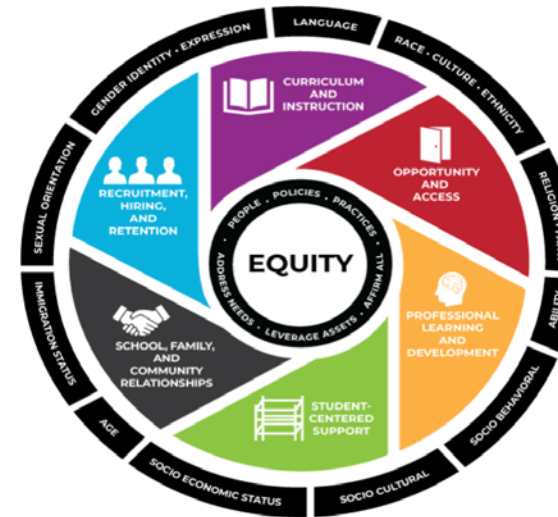 LANGUAGE
RACE • CULTURE • ETHNICITY
ABILITY
SOCIO BEHAVIORAL
SOCIO CULTURAL
SOCIO ECONOMIC STATUS
AGE
IMMIGRATION STATUS
SEXUAL ORIENTATION
GENDER IDENTITY • EXPRESSION
CURRICULUM
AND
INSTRUCTION
OPPORTUNITY
AND
ACCESS
PROFESSIONAL
LEARNING
AND
DEVELOPMENT
STUDENT-
CENTERED
SUPPORT
SCHOOL, FAMILY,
AND
COMMUNITY
RELATIONSHIPS
RECRUITMENT,
HIRING,
AND
RETENTION
• PEOPLE • POLICIES • PRACTICES •
ADDRESS NEEDS • LEVERAGE ASSETS • AFFIRM ALL
EQUITY